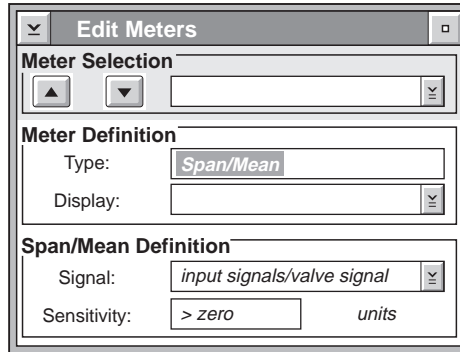 Edit Meters
Meter Selection
Meter Definition
Type: Span/Mean
Display:
Span/Mean Definition
Signal: input signals/valve signal
Sensitivity: > zero units